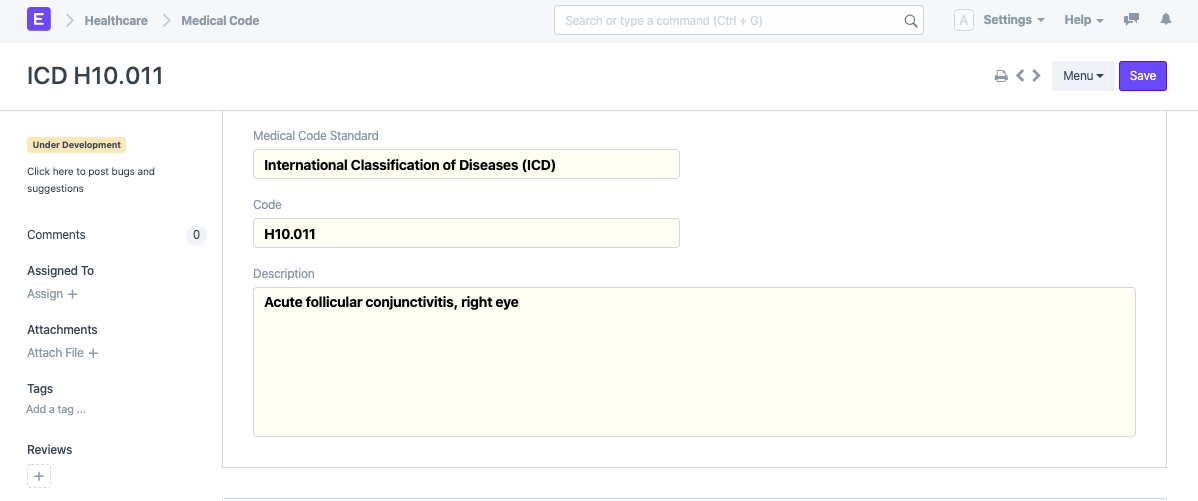 E Healthcare Medical Code Search or type a command (Ctrl + G) A Settings Help
ICD H10.011 Menu Save
Under Development
Click here to post bugs and
suggestions
Comments 0
Assigned To
Assign +
Attachments
Attach File +
Tags
Add a tag ...
Reviews
+
Medical Code Standard
International Classification of Diseases (ICD)
Code
H10.011
Description
Acute follicular conjunctivitis, right eye